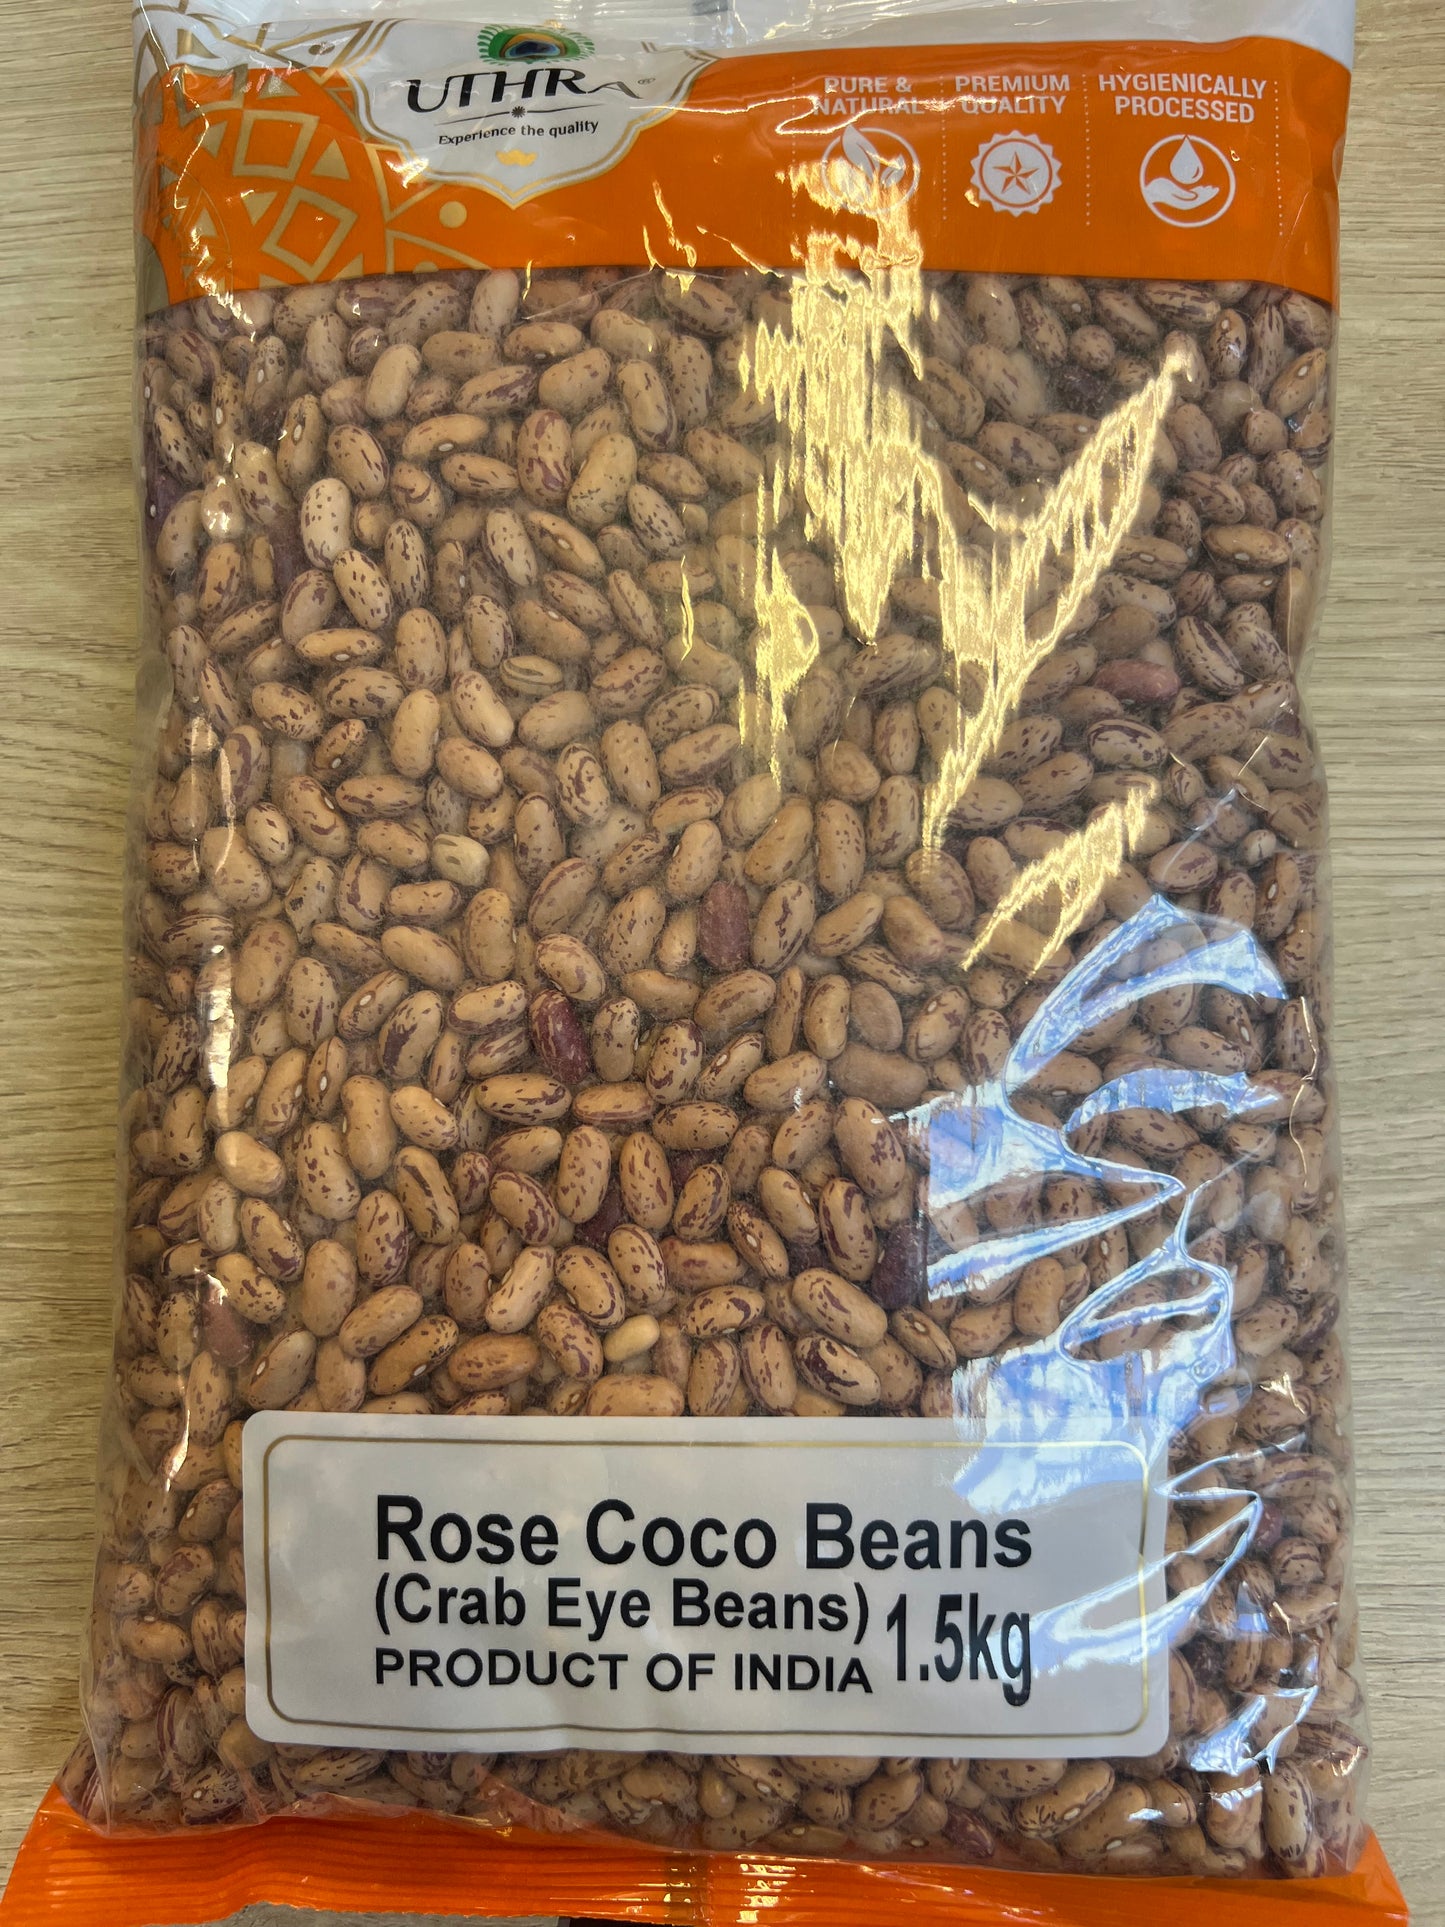 UTHRA®
Experience the quality
PURE &
NATURAL
PREMIUM
QUALITY
HYGIENICALLY
PROCESSED
Rose Coco Beans
(Crab Eye Beans) 1.5kg
PRODUCT OF INDIA